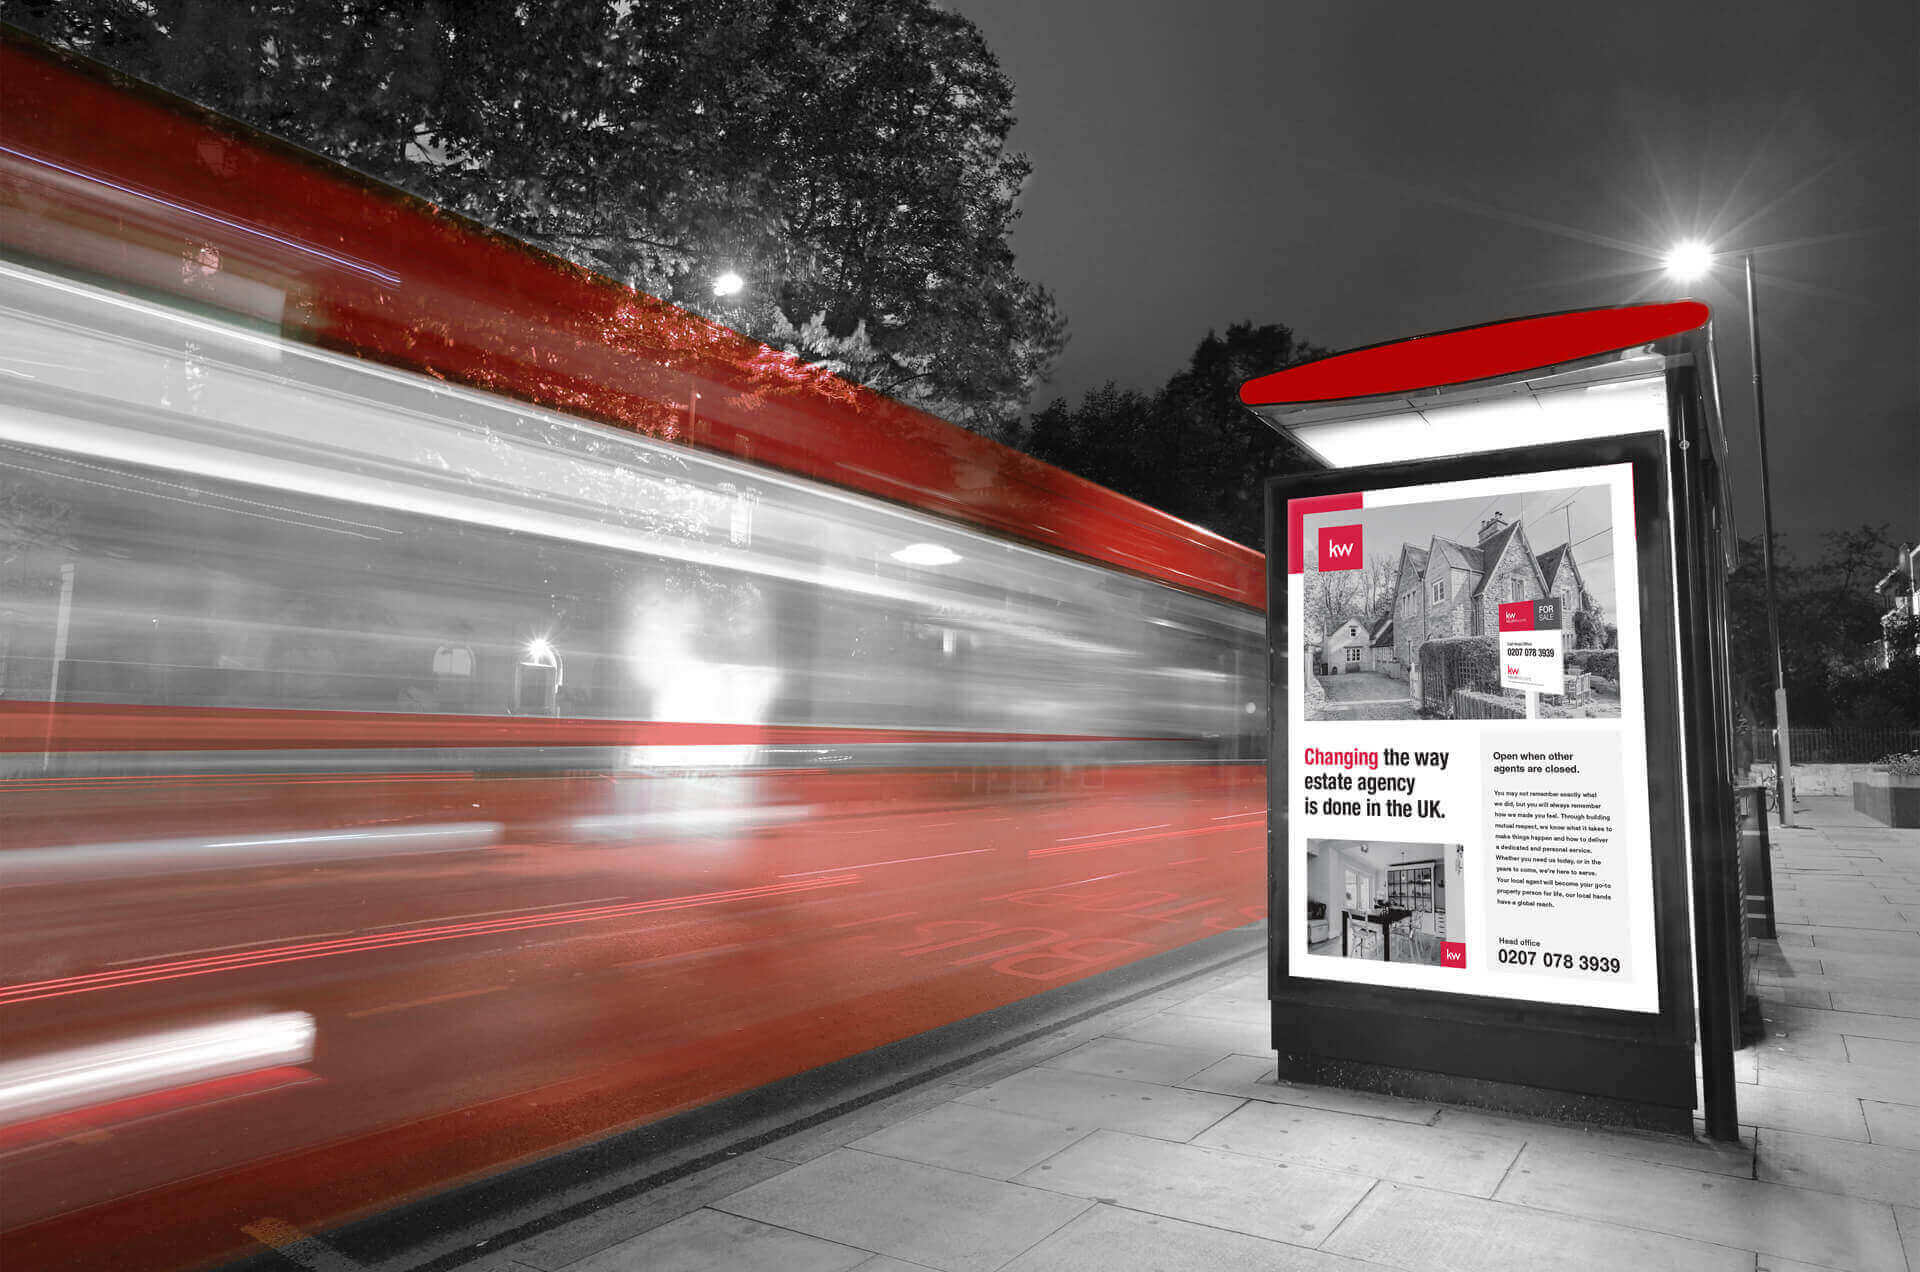 kw
kw
FOR
SALE
Call Head Office
0207 078 3939
kw
Changing the way
estate agency
is done in the UK.
kw
Open when other
agents are closed.
You may not remember exactly what
we did, but you will always remember
how we made you feel. Through building
mutual respect, we know what it takes to
make things happen and how to deliver
a dedicated and personal service.
Whether you need us today, or in the
years to come, we're here to serve.
Your local agent will become your go-to
property person for life, our local hands
have a global reach.
Head office
0207 078 3939